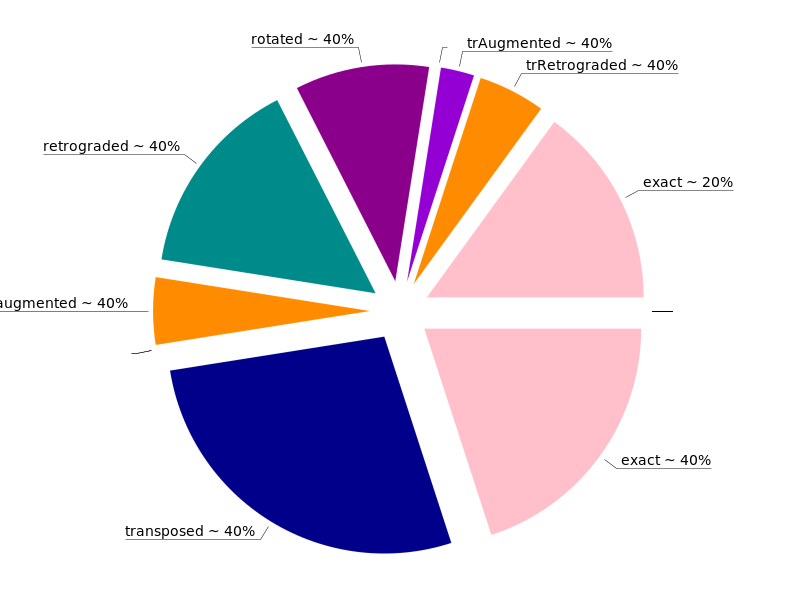 rotated ~ 40%
trAugmented ~ 40%
trRetrograded ~ 40%
retrograded ~ 40%
exact ~ 20%
augmented ~ 40%
exact ~ 40%
transposed ~ 40%